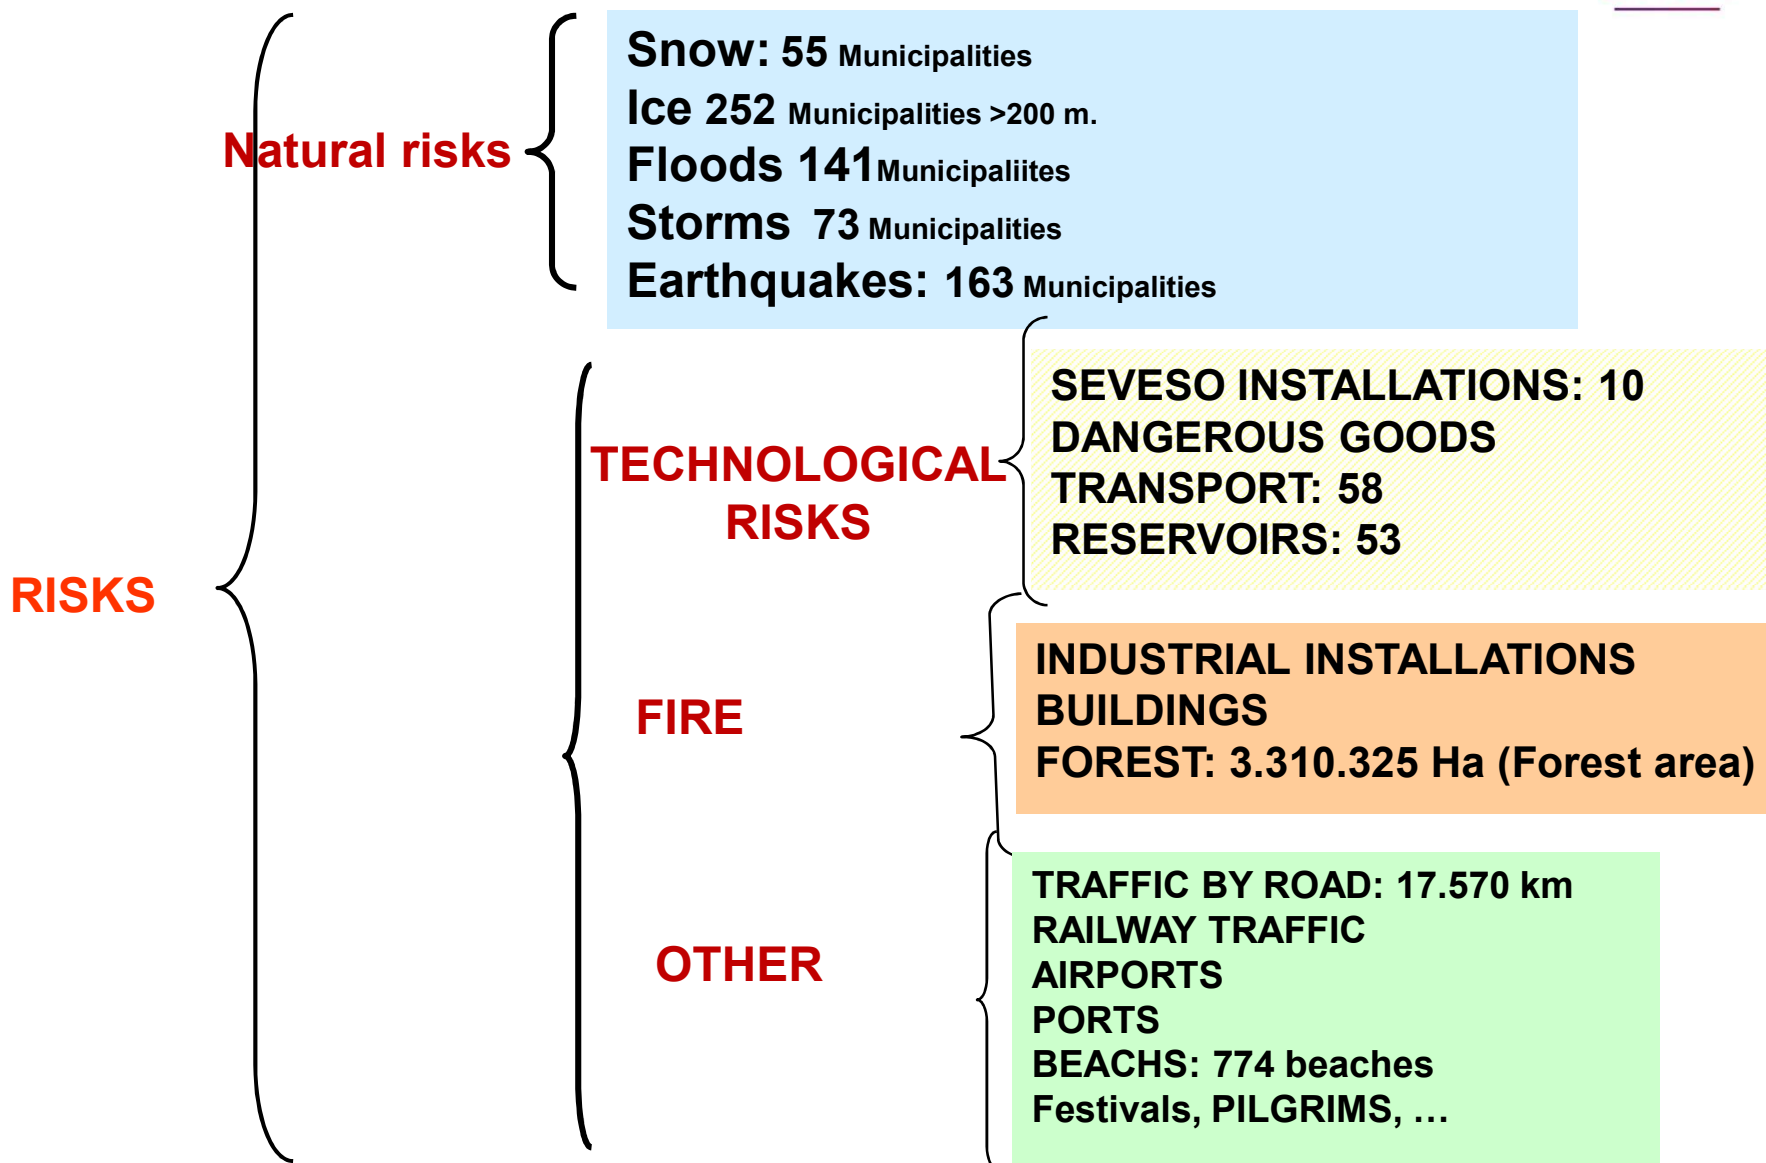 Snow: 55 Municipalities
Ice 252 Municipalities >200 m.
Natural risks
Floods 141Municipaliites
Storms 73 Municipalities
Earthquakes: 163 Municipalities
SEVESO INSTALLATIONS: 10
DANGEROUS GOODS
TRANSPORT: 58
RESERVOIRS: 53
TECHNOLOGICAL
RISKS
RISKS
INDUSTRIAL INSTALLATIONS
BUILDINGS
FOREST: 3.310.325 Ha (Forest area)
FIRE
TRAFFIC BY ROAD: 17.570 km
RAILWAY TRAFFIC
AIRPORTS
PORTS
BEACHS: 774 beaches
Festivals, PILGRIMS, …
OTHER